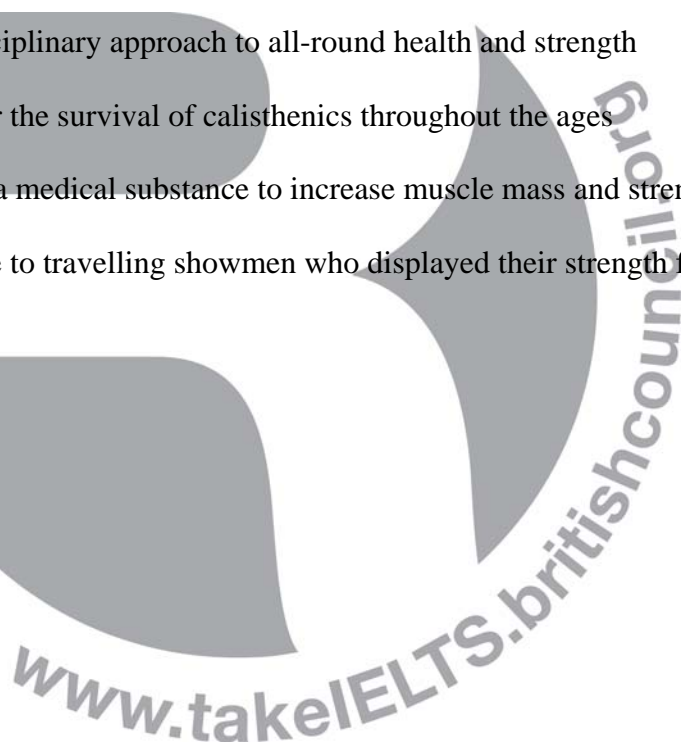 ciplinary approach to all-round health and strength
r the survival of calisthenics throughout the ages
a medical substance to increase muscle mass and stren
e to travelling showmen who displayed their strength f
www.takeIELTS.britishcouncil.org